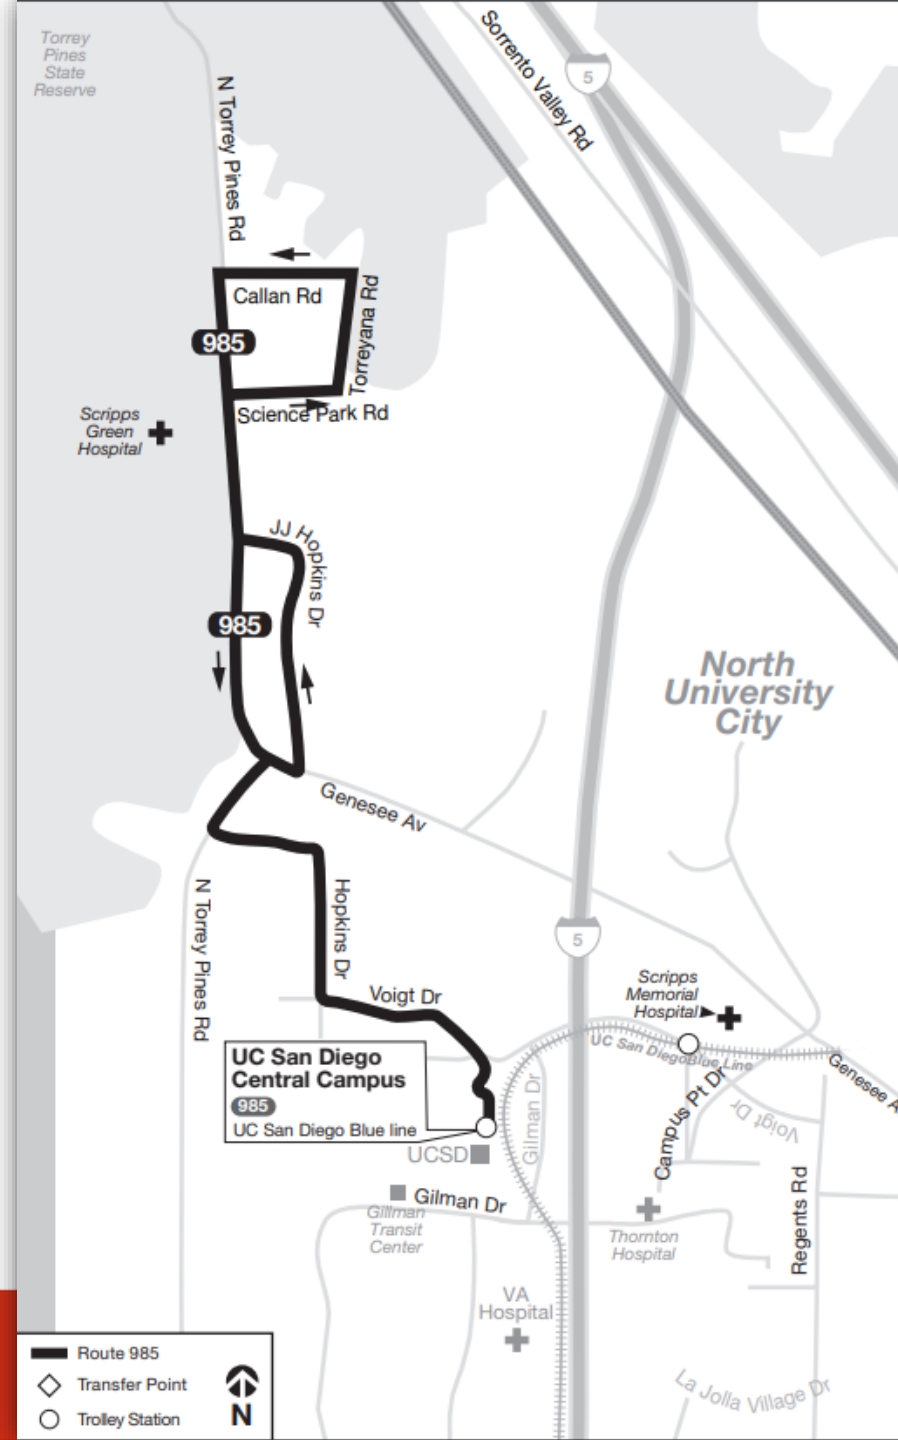 Torrey
Pines
State
Reserve
Sorrento Valley Rd
5
N Torrey Pines Rd
Callan Rd
Torreyana Rd
985
Science Park Rd
Scripps
Green
Hospital
JJ Hopkins Dr
985
North
University
City
Genesee Av
N Torrey Pines Rd
Hopkins Dr
5
Voigt Dr
Scripps
Memorial
Hospital
UC San Diego
Central Campus
985
UC San Diego Blue line
UC San DiegoBlue Line
Genesee A
Gilman Dr
Campus Pt Dr
Voigt Dr
UCSD
Gilman Dr
Gillman
Transit
Center
Regents Rd
Thornton
Hospital
VA
Hospital
La Jolla Village Dr
Route 985
Transfer Point
Trolley Station
N